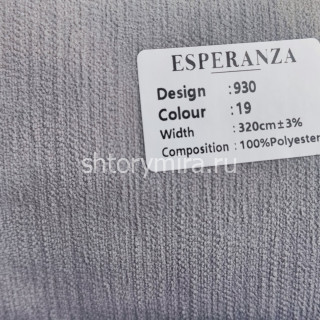 ESPERANZA
Design : 930
Colour : 19
Width : 320cm±3%
Composition : 100%Polyester
shtorymira.ru